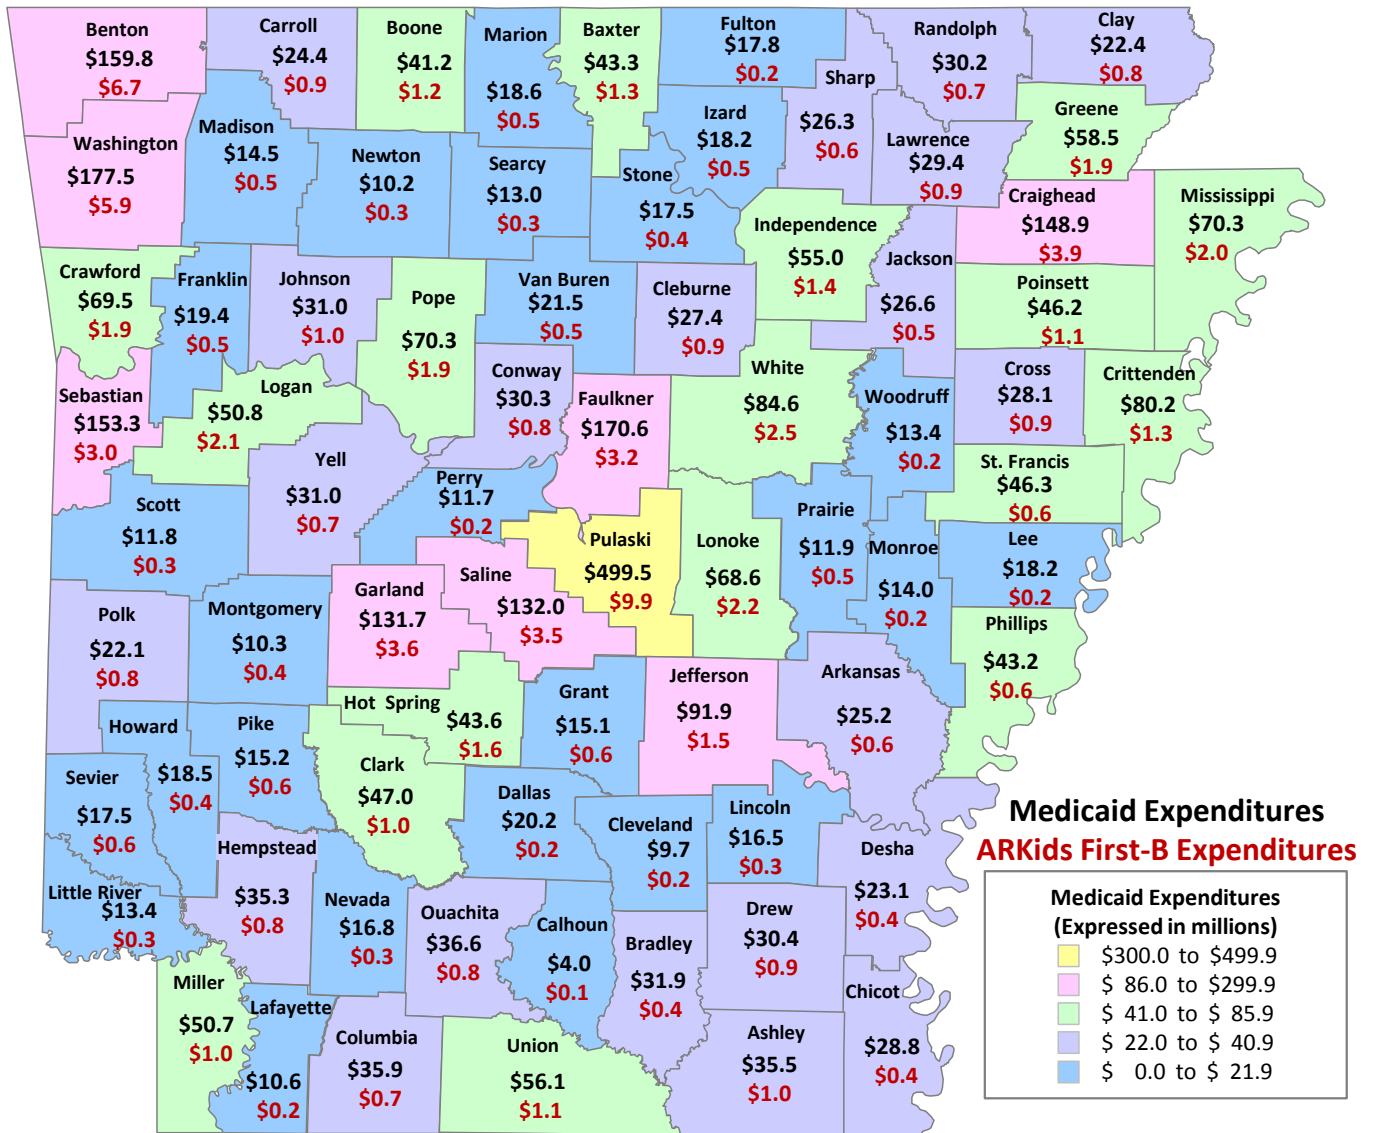 Benton
$159.8
$6.7
Carroll
$24.4
$0.9
Boone
$41.2
$1.2
Marion
$18.6
$0.5
Baxter
$43.3
$1.3
Fulton
$17.8
$0.2
Sharp
$26.3
$0.6
Randolph
$30.2
$0.7
Clay
$22.4
$0.8
Washington
$177.5
$5.9
Madison
$14.5
$0.5
Newton
$10.2
$0.3
Searcy
$13.0
$0.3
Stone
$17.5
$0.4
Izard
$18.2
$0.5
Lawrence
$29.4
$0.9
Greene
$58.5
$1.9
Craighead
$148.9
$3.9
Mississippi
$70.3
$2.0
Independence
$55.0
$1.4
Jackson
$26.6
$0.5
Poinsett
$46.2
$1.1
Crawford
$69.5
$1.9
Franklin
$19.4
$0.5
Johnson
$31.0
$1.0
Pope
$70.3
$1.9
Van Buren
$21.5
$0.5
Cleburne
$27.4
$0.9
White
$84.6
$2.5
Woodruff
$13.4
$0.2
Cross
$28.1
$0.9
Crittenden
$80.2
$1.3
Sebastian
$153.3
$3.0
Logan
$50.8
$2.1
Conway
$30.3
$0.8
Faulkner
$170.6
$3.2
Yell
$31.0
$0.7
Perry
$11.7
$0.2
St. Francis
$46.3
$0.6
Scott
$11.8
$0.3
Pulaski
$499.5
$9.9
Lonoke
$68.6
$2.2
Prairie
$11.9
$0.5
Monroe
$14.0
$0.2
Lee
$18.2
$0.2
Polk
$22.1
$0.8
Montgomery
$10.3
$0.4
Garland
$131.7
$3.6
Saline
$132.0
$3.5
Phillips
$43.2
$0.6
Hot Spring
$43.6
$1.6
Grant
$15.1
$0.6
Jefferson
$91.9
$1.5
Arkansas
$25.2
$0.6
Howard
$18.5
$0.4
Pike
$15.2
$0.6
Clark
$47.0
$1.0
Sevier
$17.5
$0.6
Dallas
$20.2
$0.2
Cleveland
$9.7
$0.2
Lincoln
$16.5
$0.3
Desha
$23.1
$0.4
Hempstead
$35.3
$0.8
Little River
$13.4
$0.3
Nevada
$16.8
$0.3
Ouachita
$36.6
$0.8
Calhoun
$4.0
$0.1
Bradley
$31.9
$0.4
Drew
$30.4
$0.9
Chicot
$28.8
$0.4
Miller
$50.7
$1.0
Lafayette
$10.6
$0.2
Columbia
$35.9
$0.7
Union
$56.1
$1.1
Ashley
$35.5
$1.0
Medicaid Expenditures
ARKids First-B Expenditures
Medicaid Expenditures
(Expressed in millions)
$300.0 to $499.9
$ 86.0 to $299.9
$ 41.0 to $ 85.9
$ 22.0 to $ 40.9
$ 0.0 to $ 21.9